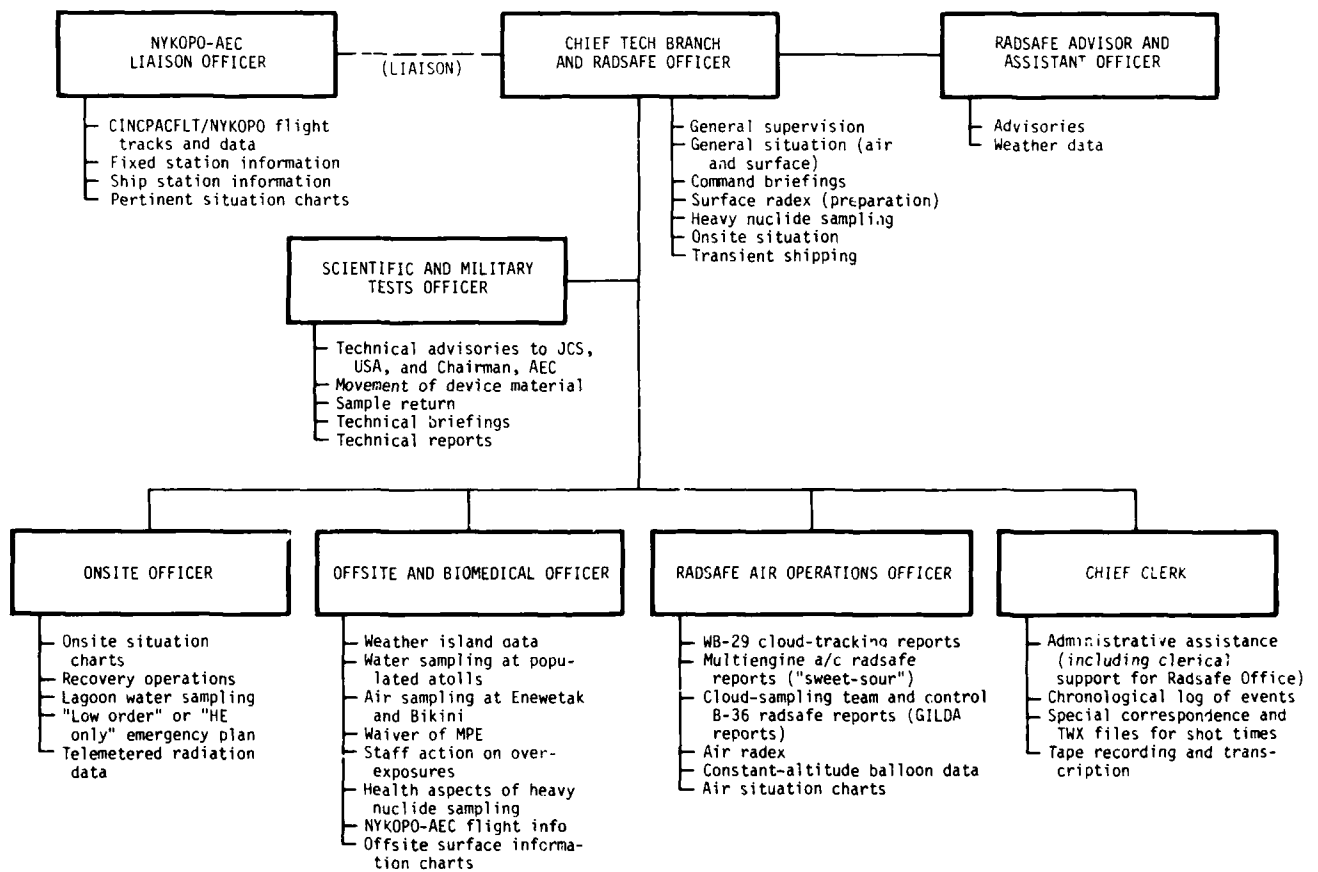 NYKOPO-AEC
LIAISON OFFICER
(LIAISON)
CHIEF TECH BRANCH
AND RADSAFE OFFICER
RADSAFE ADVISOR AND
ASSISTANT OFFICER
CINCPACFLT/NYKOPO flight
tracks and data
Fixed station information
Ship station information
Pertinent situation charts
General supervision
General situation (air
and surface)
Command briefings
Surface radex (preparation)
Heavy nuclide sampling
Onsite situation
Transient shipping
Advisories
Weather data
SCIENTIFIC AND MILITARY
TESTS OFFICER
Technical advisories to JCS,
USA, and Chairman, AEC
Movement of device material
Sample return
Technical briefings
Technical reports
ONSITE OFFICER
Onsite situation
charts
Recovery operations
Lagoon water sampling
"Low order" or "HE
only" emergency plan
Telemetered radiation
data
OFFSITE AND BIOMEDICAL OFFICER
Weather island data
Water sampling at popu-
lated atolls
Air sampling at Enewetak
and Bikini
Waiver of MPE
Staff action on over-
exposures
Health aspects of heavy
nuclide sampling
NYKOPO-AEC flight info
Offsite surface informa-
tion charts
RADSAFE AIR OPERATIONS OFFICER
WB-29 cloud-tracking reports
Multiengine a/c radsafe
reports ("sweet-sour")
Cloud-sampling team and control
B-36 radsafe reports (GILDA
reports)
Air radex
Constant-altitude balloon data
Air situation charts
CHIEF CLERK
Administrative assistance
(including clerical
support for Radsafe Office)
Chronological log of events
Special correspondence and
TWX files for shot times
Tape recording and trans-
cription